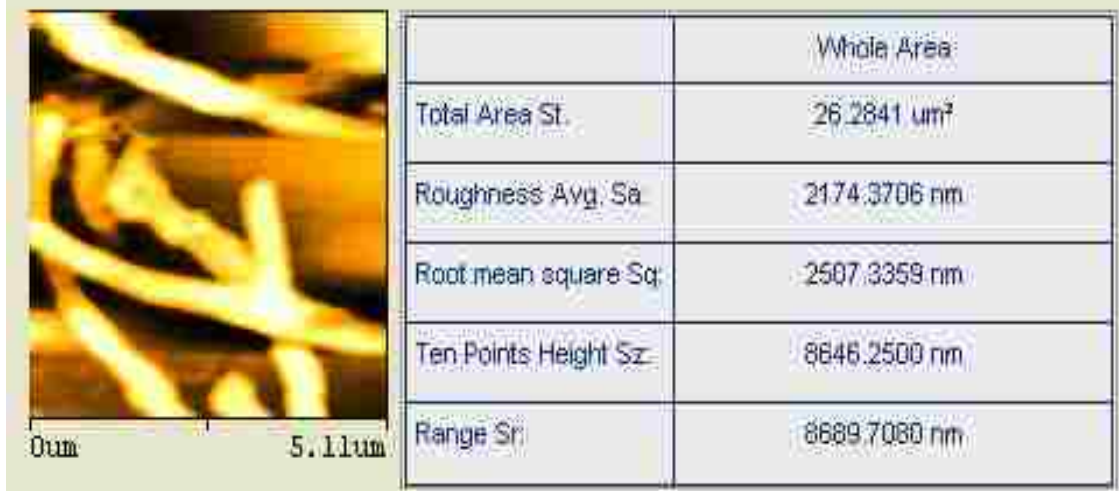 Whole Area
Total Area St. 26.2841 um²
Roughness Avg. Sa: 2174.3706 nm
Root mean square Sq: 2507.3359 nm
Ten Points Height Sz: 8646.2500 nm
Range Sr: 8689.7080 nm
0um 5.11um